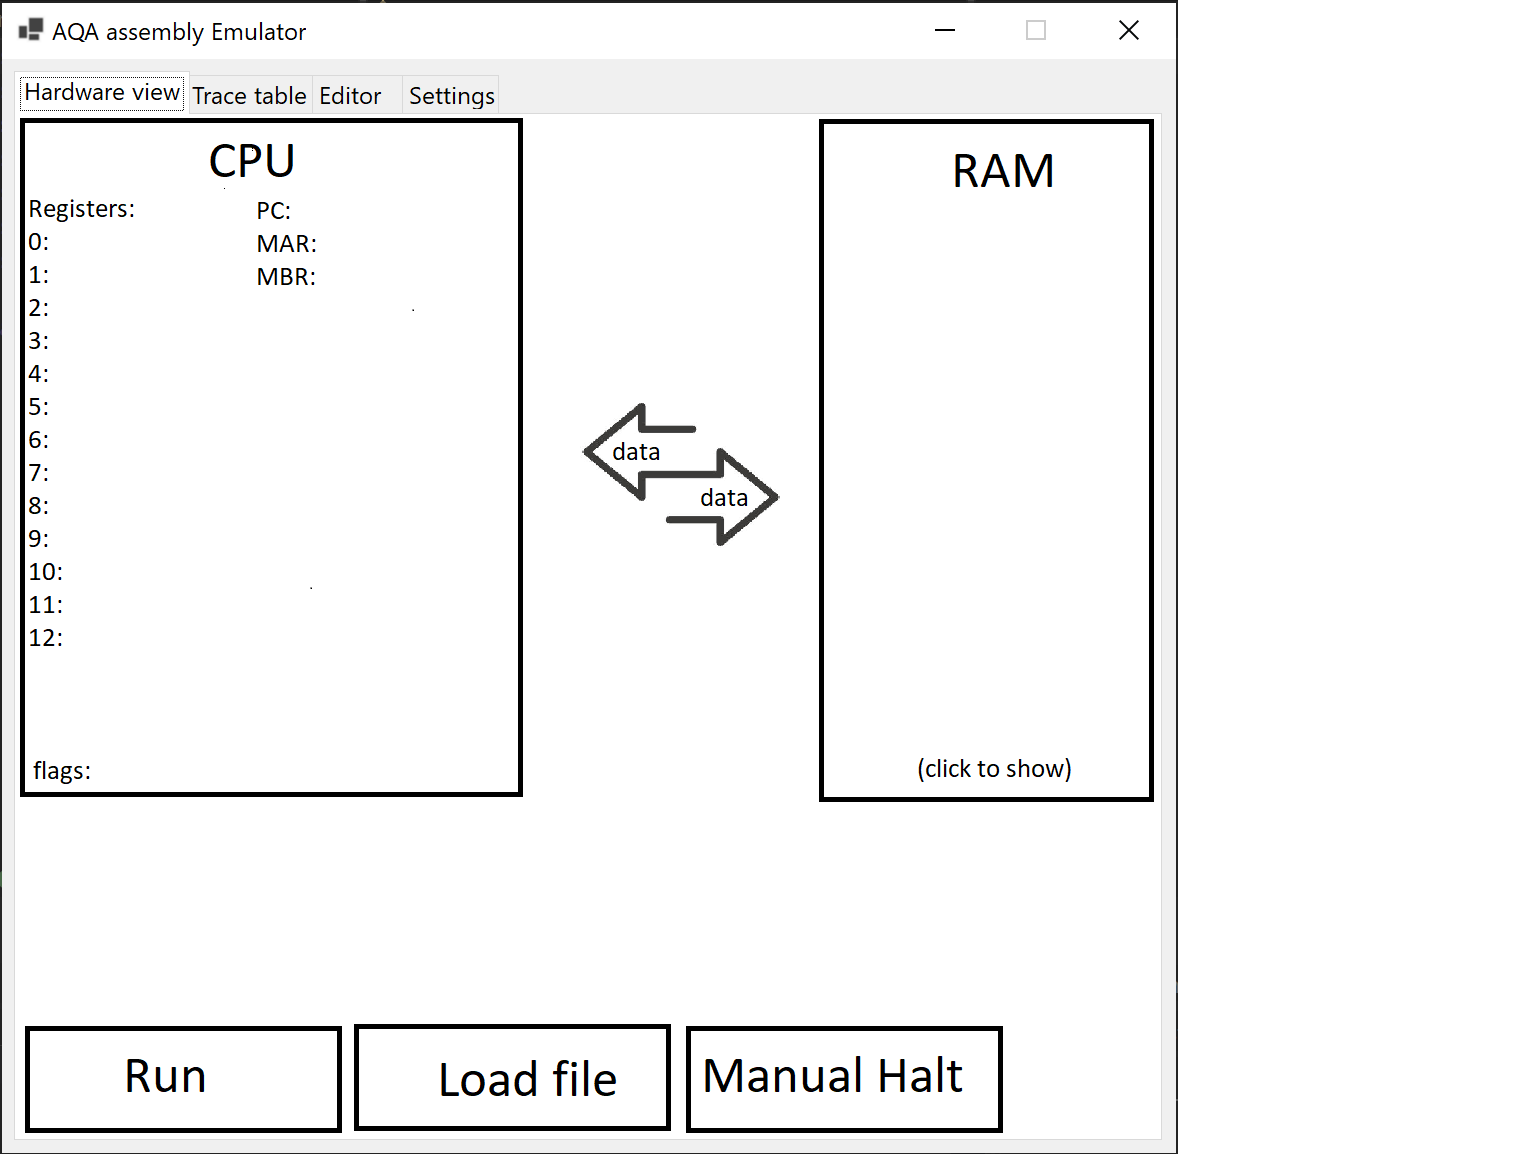 AQA assembly Emulator
Hardware view Trace table Editor Settings
CPU
Registers:
0:
1:
2:
3:
4:
5:
6:
7:
8:
9:
10:
11:
12:
PC:
MAR:
MBR:
flags:
data
data
RAM
(click to show)
Run
Load file
Manual Halt